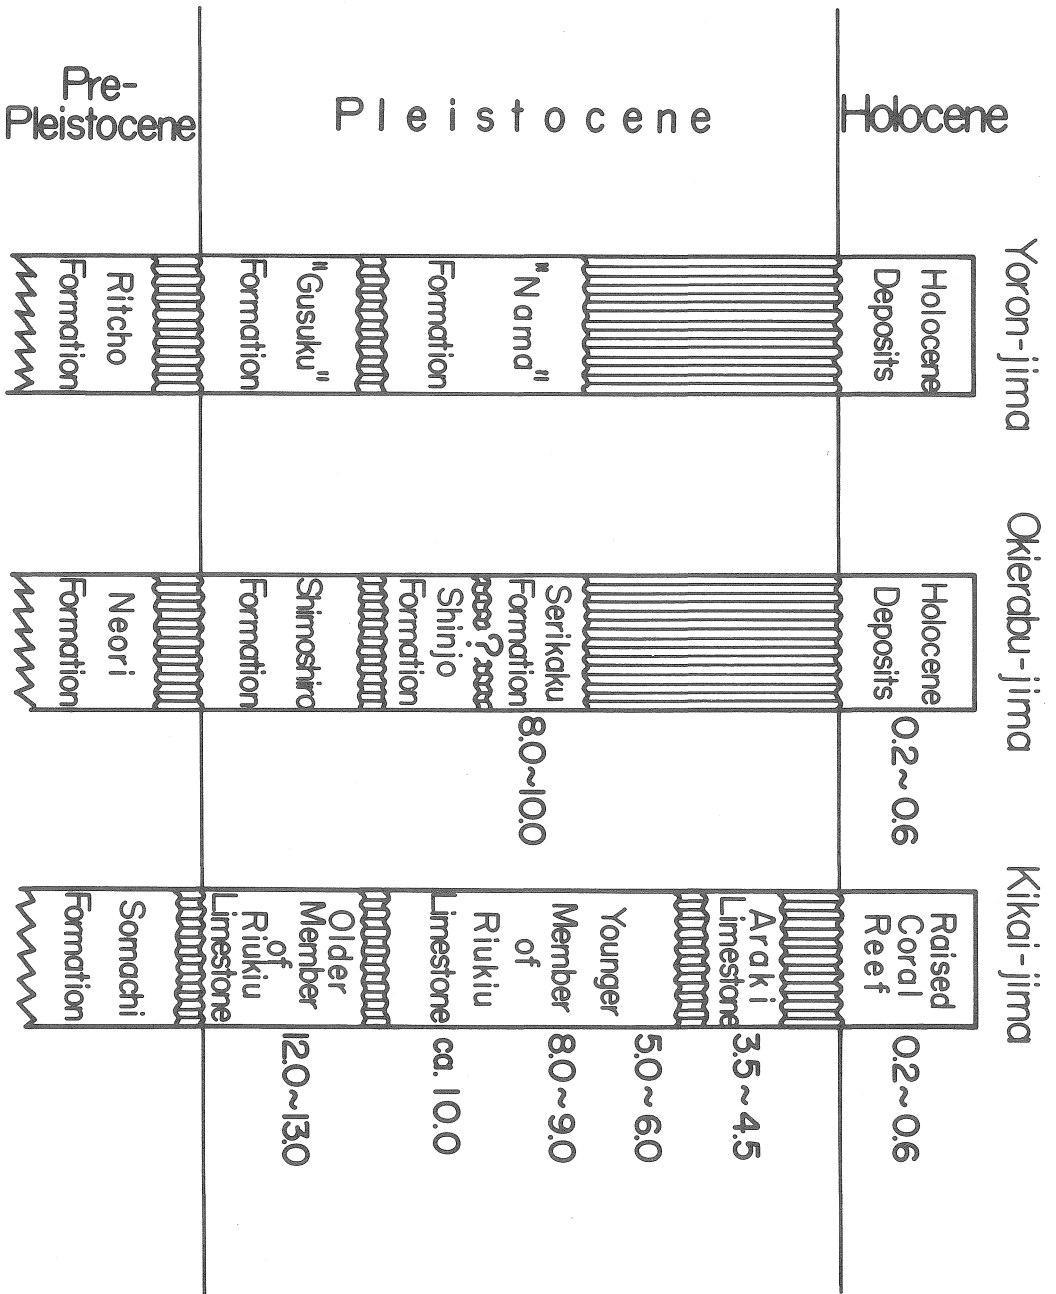 Pre-
Pleistocene
Pleistocene
Holocene
Yoron-jima
Holocene
Deposits
"Nama"
Formation
"Gusuku"
Formation
Ritcho
Formation
Okierabu-jima
Holocene
Deposits
0.2~0.6
Serikaku
Formation
8.0~10.0
?
Shinjo
Formation
Shimoshiro
Formation
Neori
Formation
Kikai-jima
Raised
Coral
Reef
0.2~0.6
Araki
Limestone
3.5~4.5
Younger
Member
of
Riukiu
Limestone
5.0~6.0
8.0~9.0
ca. 10.0
Older
Member
of
Riukiu
Limestone
12.0~13.0
Somachi
Formation